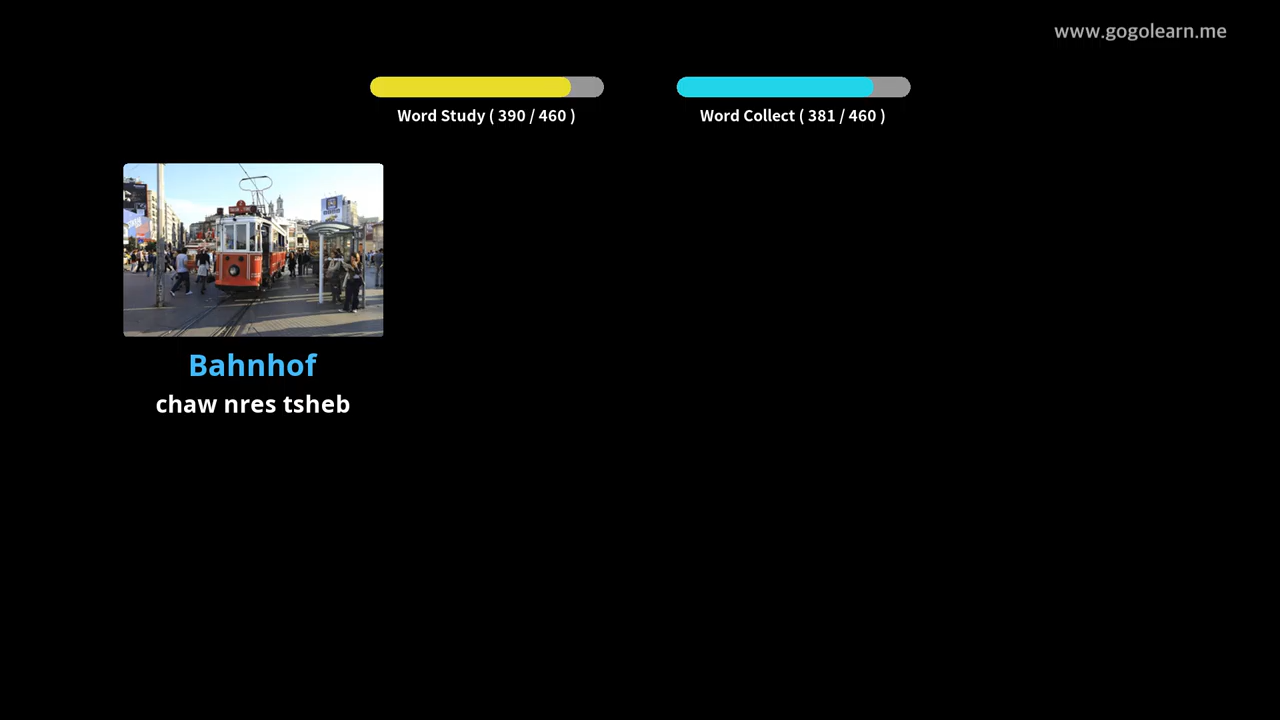 www.gogolearn.me
Word Study ( 390 / 460 )
Word Collect ( 381 / 460 )
Bahnhof
chaw nres tsheb